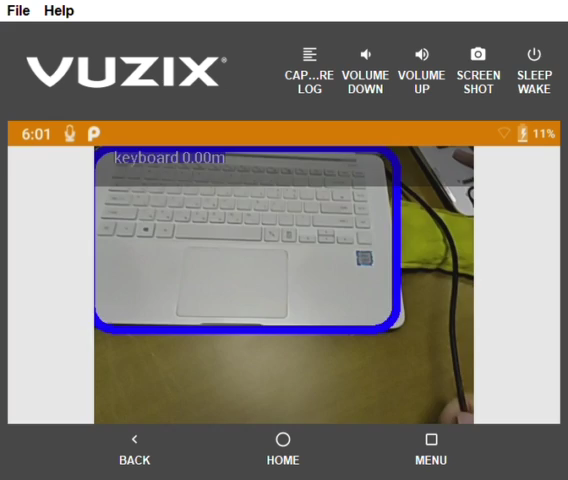 File Help
VUZIX®
CAP...RE LOG
VOLUME DOWN
VOLUME UP
SCREEN SHOT
SLEEP WAKE
6:01
11%
keyboard 0.00m
BACK
HOME
MENU